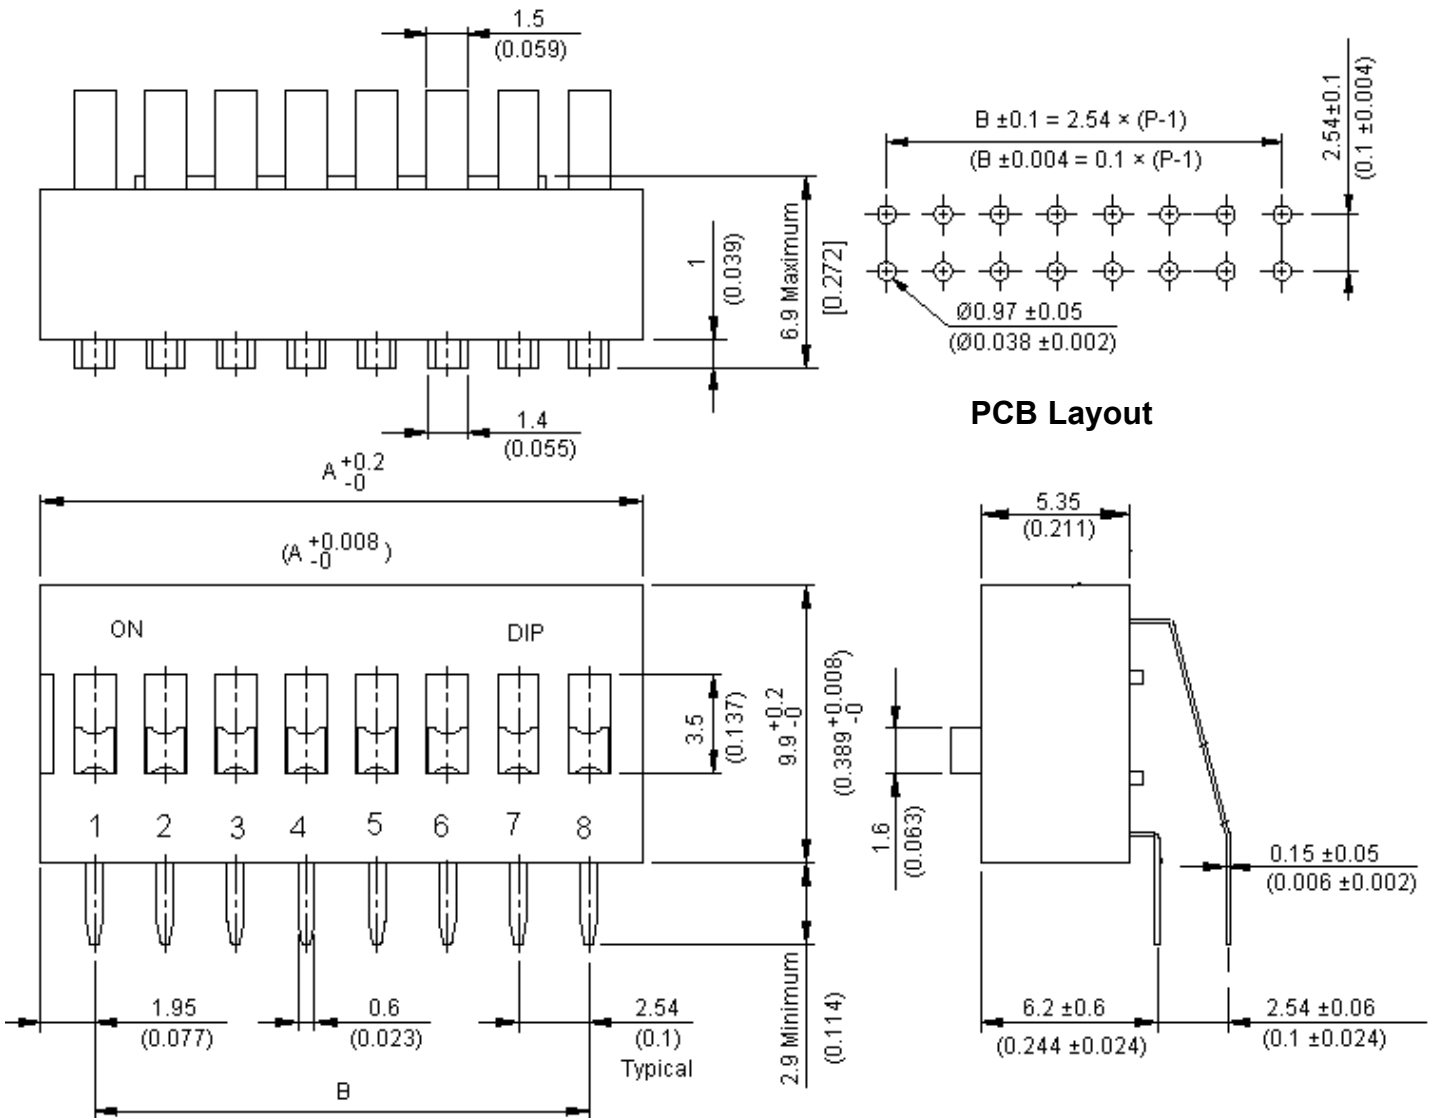 1.5
(0.059)
B ±0.1 = 2.54 × (P-1)
(B ±0.004 = 0.1 × (P-1)
2.54±0.1
(0.1 ±0.004)
1
(0.039)
6.9 Maximum
[0.272]
Ø0.97 ±0.05
(Ø0.038 ±0.002)
PCB Layout
1.4
(0.055)
A +0.2
-0
(A +0.008 )
-0
5.35
(0.211)
ON DIP
3.5
(0.137)
9.9 +0.2
-0
(0.389 +0.008)
-0
1.6
(0.063)
1 2 3 4 5 6 7 8
0.15 ±0.05
(0.006 ±0.002)
1.95
(0.077)
0.6
(0.023)
2.54
(0.1)
Typical
2.9 Minimum
(0.114)
6.2 ±0.6
(0.244 ±0.024)
2.54 ±0.06
(0.1 ±0.024)
B